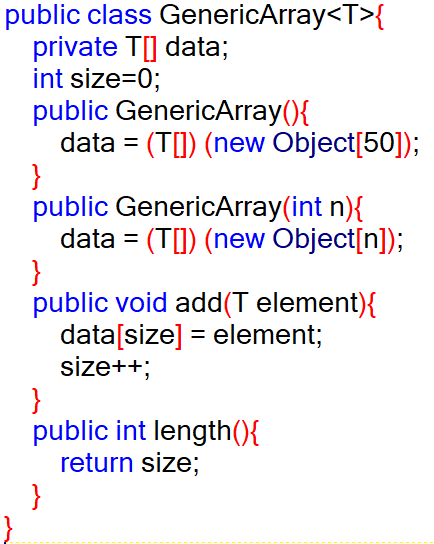 public class GenericArray<T>{
private T[] data;
int size=0;
public GenericArray(){
data = (T[]) (new Object[50]);
}
public GenericArray(int n){
data = (T[]) (new Object[n]);
}
public void add(T element){
data[size] = element;
size++;
}
public int length(){
return size;
}
}